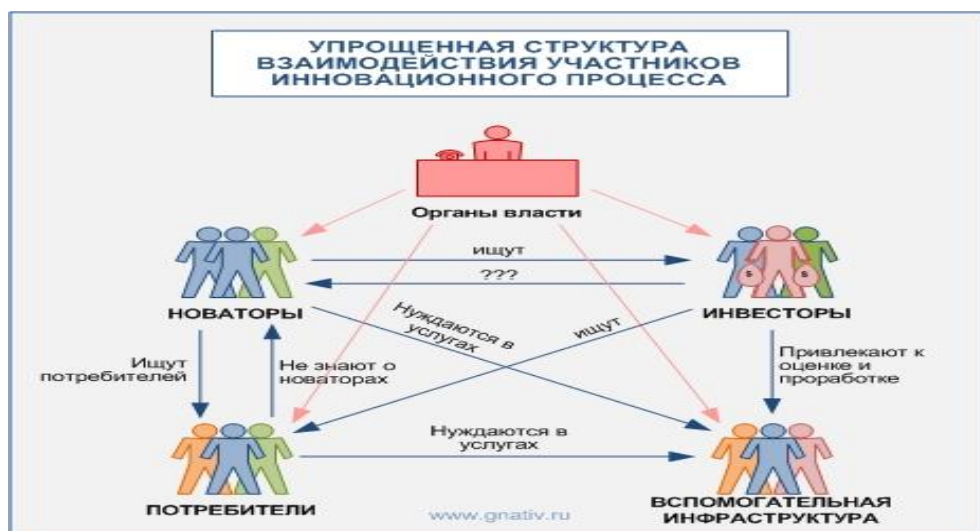 УПРОЩЕННАЯ СТРУКТУРА
ВЗАИМОДЕЙСТВИЯ УЧАСТНИКОВ
ИННОВАЦИОННОГО ПРОЦЕССА
Органы власти
ищут
???
НОВАТОРЫ
ИНВЕСТОРЫ
Нуждаются в
услугах
ищут
Ищут
потребителей
Не знают о
новаторах
Привлекают к
оценке и
проработке
Нуждаются в
услугах
ПОТРЕБИТЕЛИ
ВСПОМОГАТЕЛЬНАЯ
ИНФРАСТРУКТУРА
www.gnativ.ru
$
$